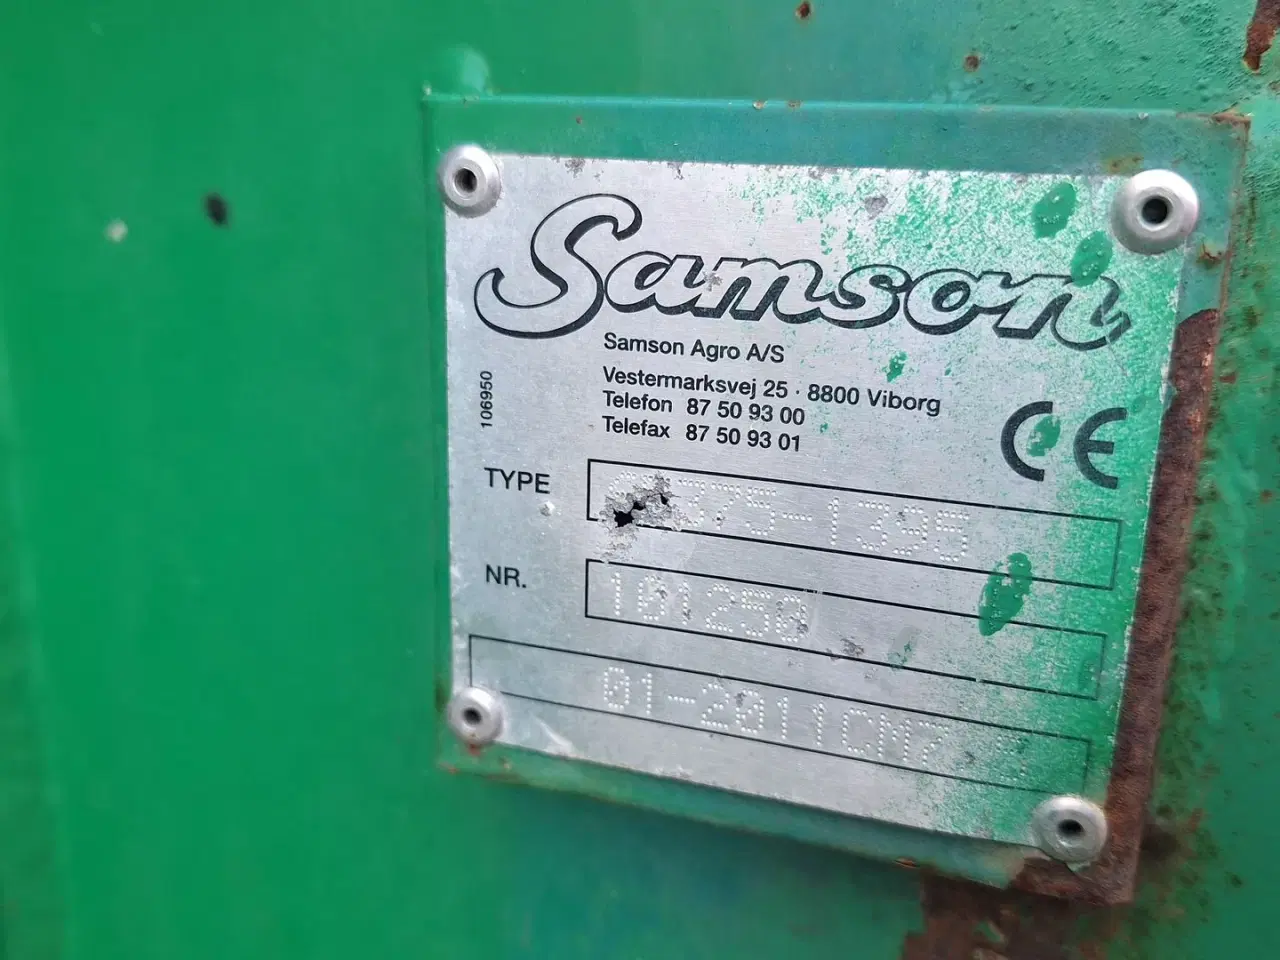 Samson
Samson Agro A/S
Vestermarksvej 25 · 8800 Viborg
Telefon 87 50 93 00
Telefax 87 50 93 01
106950
CE
TYPE
NR. 101250